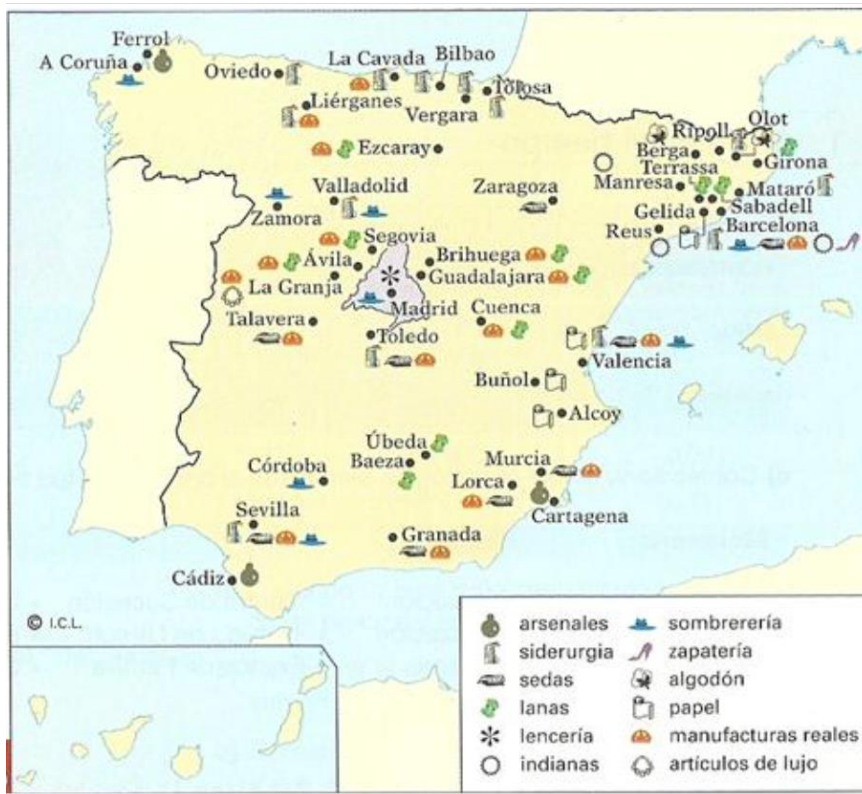 Ferrol
A Coruña
Oviedo
La Cavada
Bilbao
Tolosa
Liérganes
Vergara
Ezcaray
Olot
Ripoll
Berga
Girona
Terrassa
Manresa
Mataró
Sabadell
Gelida
Barcelona
Reus
Zaragoza
Valladolid
Zamora
Segovia
Ávila
Brihuega
Guadalajara
La Granja
Madrid
Cuenca
Talavera
Toledo
Valencia
Buñol
Alcoy
Úbeda
Baeza
Córdoba
Murcia
Lorca
Cartagena
Sevilla
Granada
Cádiz
© I.C.L.
arsenales
siderurgia
sedas
lanas
lencería
indianas
sombrerería
zapatería
algodón
papel
manufacturas reales
artículos de lujo